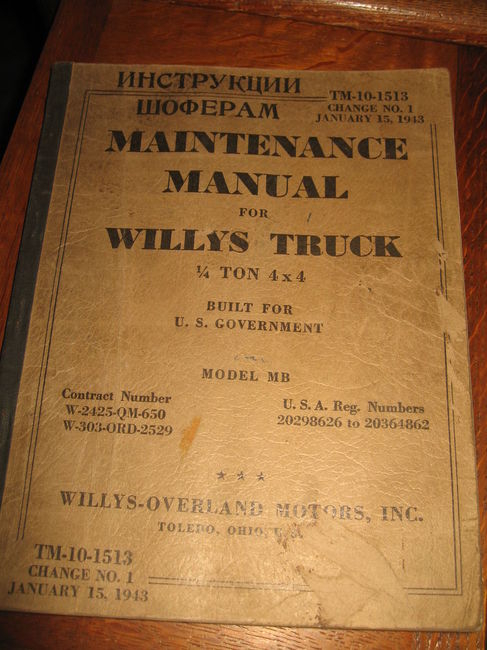 ИНСТРУКЦИИ
ШОФЕРАМ
TM-10-1513
CHANGE NO. 1
JANUARY 15, 1943
MAINTENANCE
MANUAL
FOR
WILLYS TRUCK
¼ TON 4x4
BUILT FOR
U. S. GOVERNMENT
MODEL MB
Contract Number
W-2425-QM-650
W-303-ORD-2529
U.S.A. Reg. Numbers
20298626 to 20364862
WILLYS-OVERLAND MOTORS, INC.
TOLEDO, OHIO, U.S.A.
TM-10-1513
CHANGE NO. 1
JANUARY 15, 1943